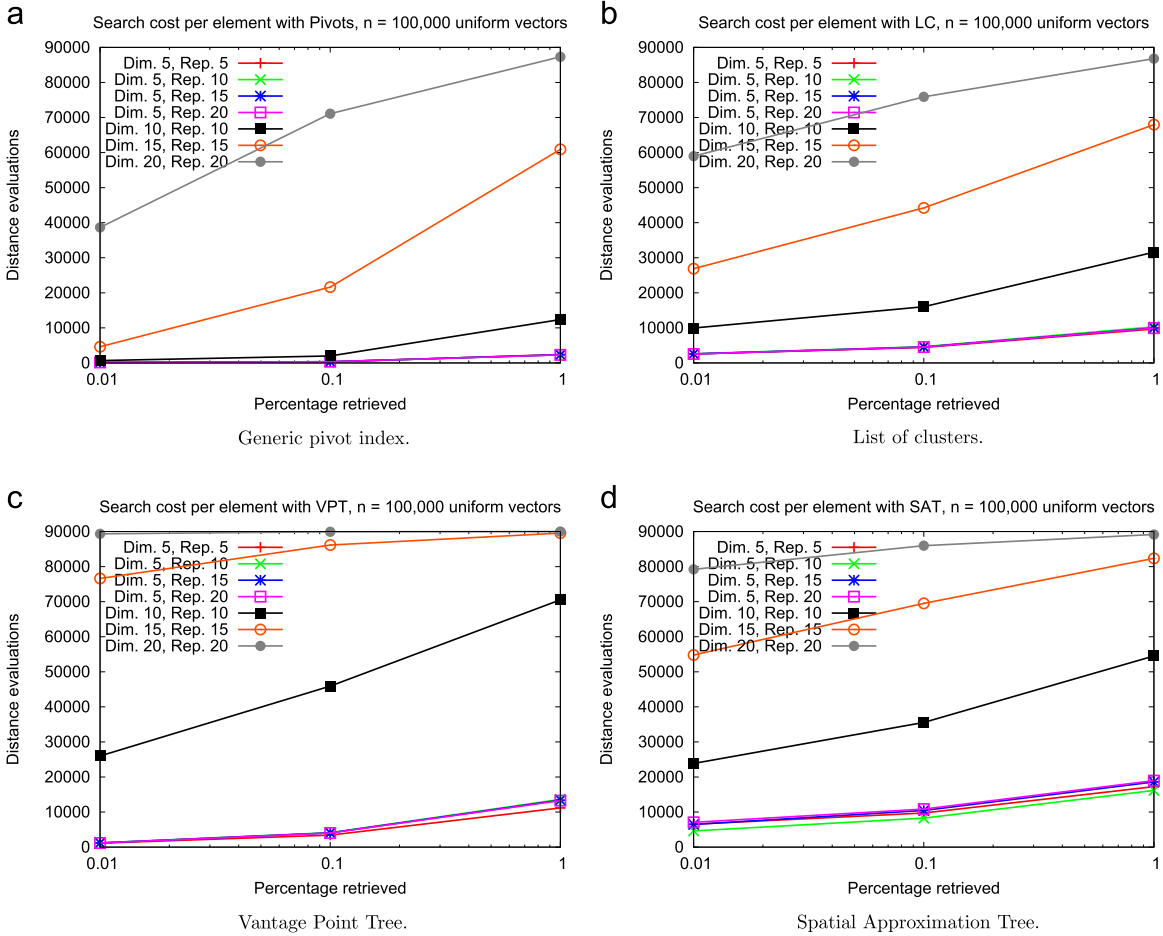 a
Search cost per element with Pivots, n = 100,000 uniform vectors
90000
80000
70000
60000
50000
40000
30000
20000
10000
0
Distance evaluations
Dim. 5, Rep. 5
Dim. 5, Rep. 10
Dim. 5, Rep. 15
Dim. 5, Rep. 20
Dim. 10, Rep. 10
Dim. 15, Rep. 15
Dim. 20, Rep. 20
0.01 0.1 1
Percentage retrieved
Generic pivot index.
b
Search cost per element with LC, n = 100,000 uniform vectors
90000
80000
70000
60000
50000
40000
30000
20000
10000
0
Distance evaluations
Dim. 5, Rep. 5
Dim. 5, Rep. 10
Dim. 5, Rep. 15
Dim. 5, Rep. 20
Dim. 10, Rep. 10
Dim. 15, Rep. 15
Dim. 20, Rep. 20
0.01 0.1 1
Percentage retrieved
List of clusters.
c
Search cost per element with VPT, n = 100,000 uniform vectors
90000
80000
70000
60000
50000
40000
30000
20000
10000
0
Distance evaluations
Dim. 5, Rep. 5
Dim. 5, Rep. 10
Dim. 5, Rep. 15
Dim. 5, Rep. 20
Dim. 10, Rep. 10
Dim. 15, Rep. 15
Dim. 20, Rep. 20
0.01 0.1 1
Percentage retrieved
Vantage Point Tree.
d
Search cost per element with SAT, n = 100,000 uniform vectors
90000
80000
70000
60000
50000
40000
30000
20000
10000
0
Distance evaluations
Dim. 5, Rep. 5
Dim. 5, Rep. 10
Dim. 5, Rep. 15
Dim. 5, Rep. 20
Dim. 10, Rep. 10
Dim. 15, Rep. 15
Dim. 20, Rep. 20
0.01 0.1 1
Percentage retrieved
Spatial Approximation Tree.